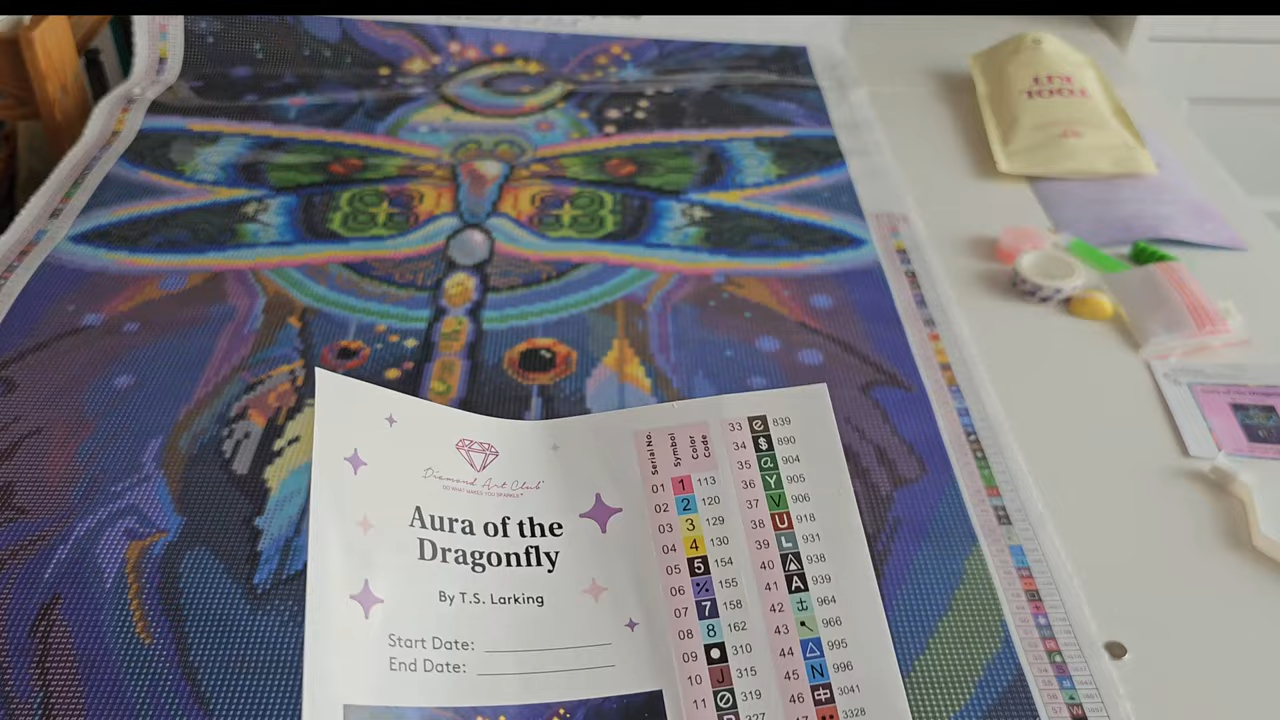 TOOL
KIT
Diamond Art Club
DO WHAT MAKES YOU SPARKLE
Aura of the
Dragonfly
By T.S. Larking
Start Date:
End Date:
Serial No. Symbol Color Code
01 1 113
02 2 120
03 3 129
04 4 130
05 5 154
06 155
07 7 158
08 8 162
09 310
10 J 315
11 319
327
33 e 839
34 $ 890
35 a 904
36 Y 905
37 V 906
38 U 918
39 L 931
40 938
41 A 939
42 964
43 966
44 995
45 N 996
46 3041
3328